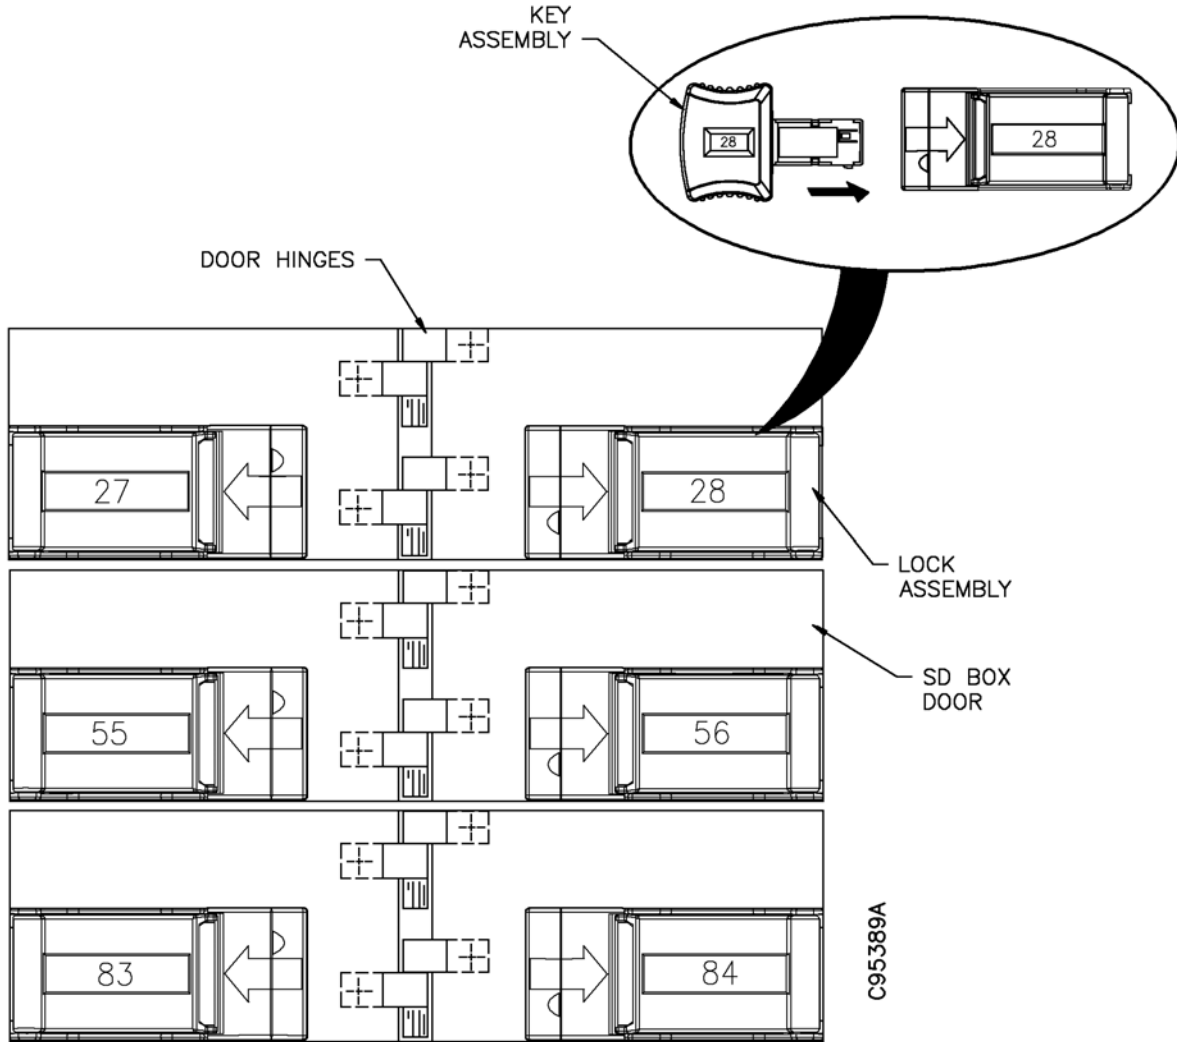 KEY
ASSEMBLY
28
28
DOOR HINGES
27
28
LOCK
ASSEMBLY
SD BOX
DOOR
55
56
83
84
C95389A